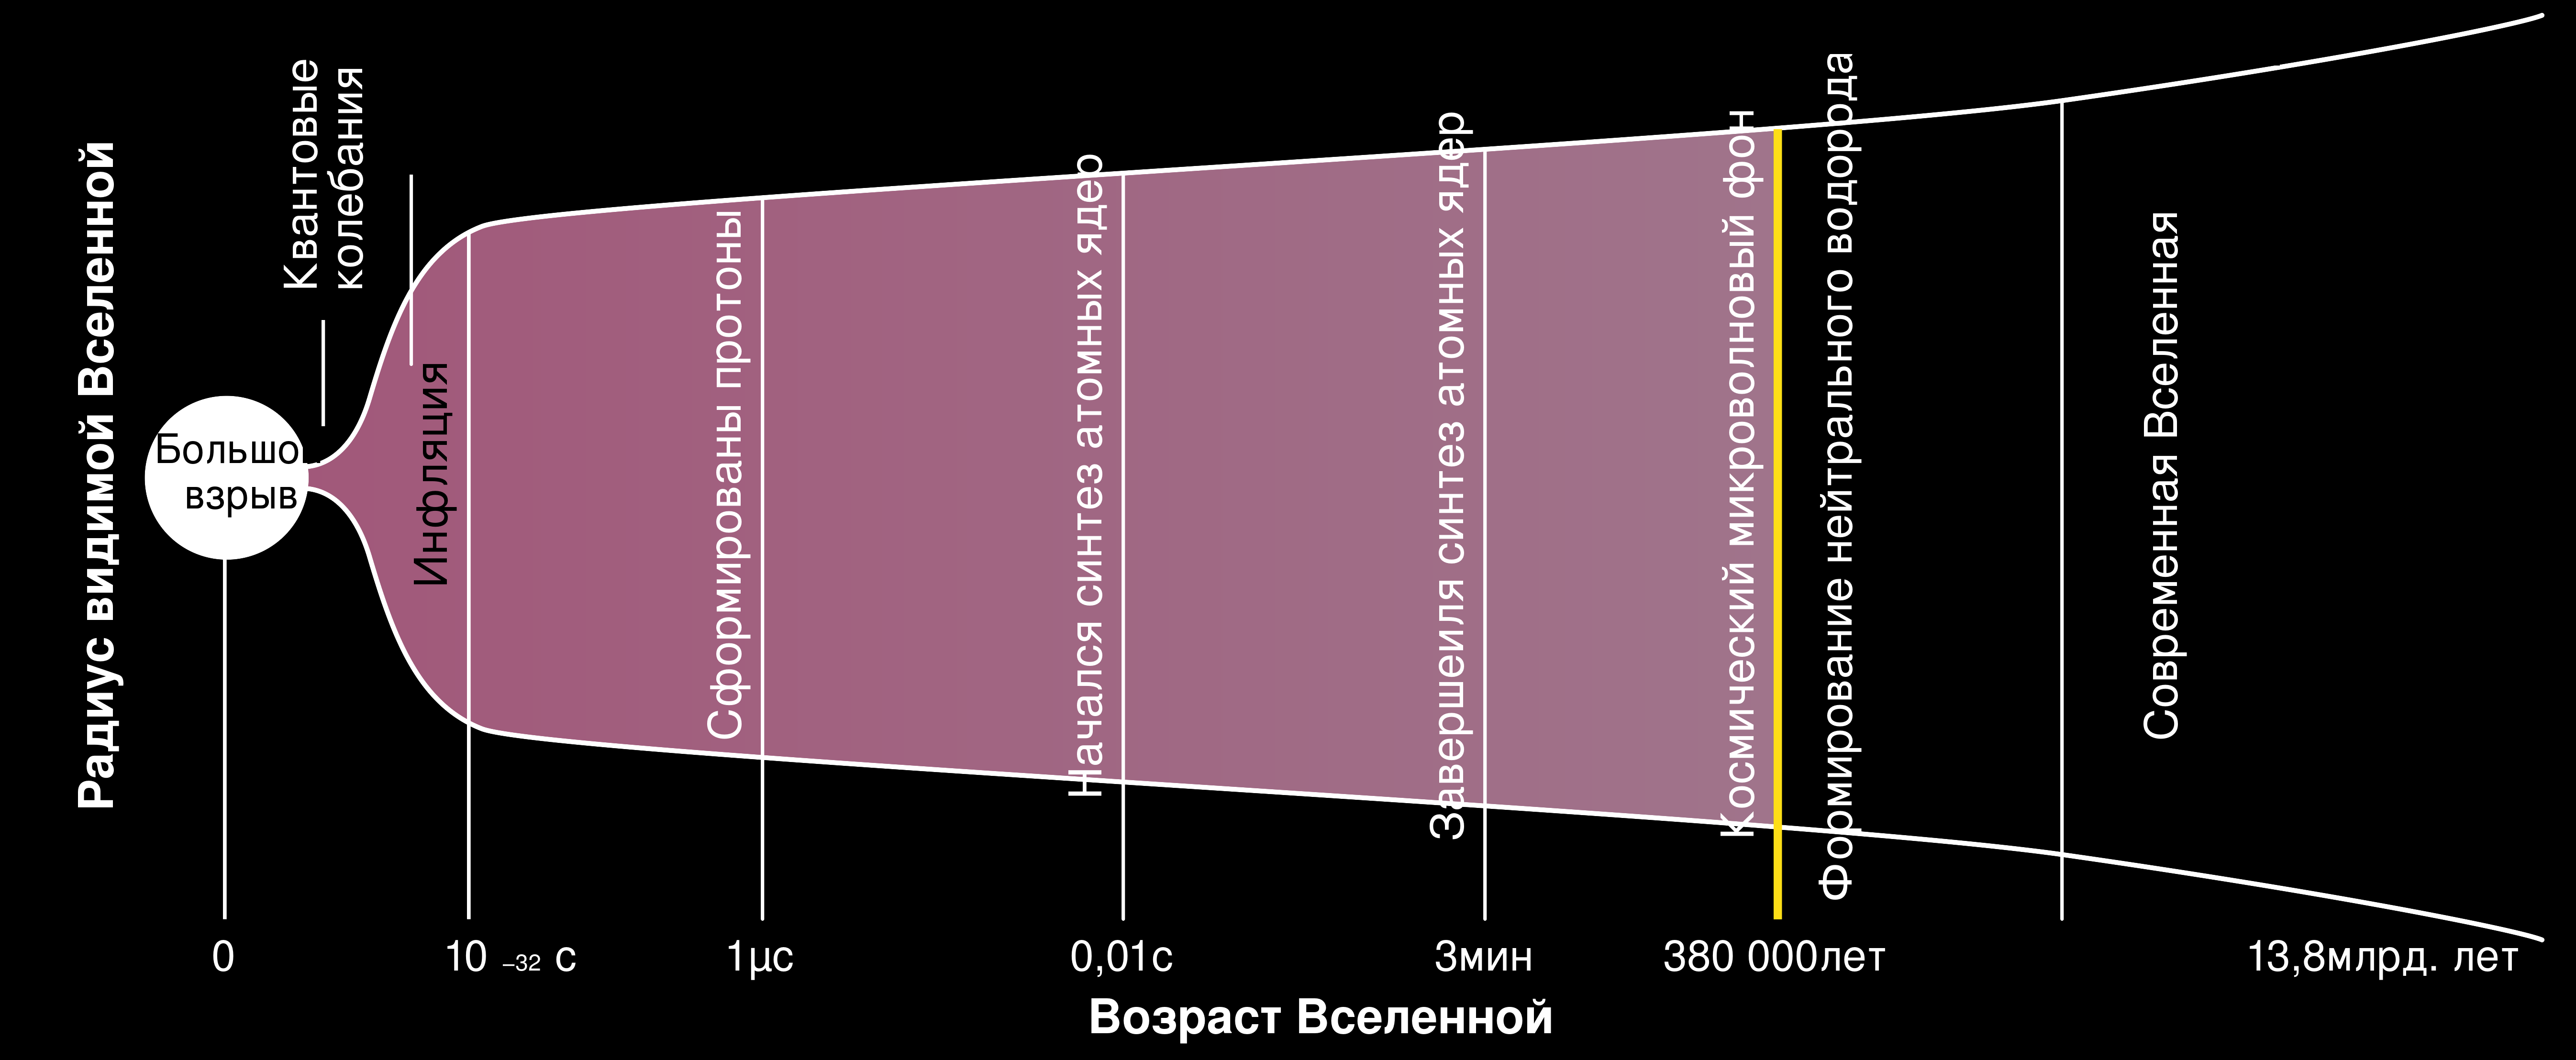 Радиус видимой Вселенной
Большо
взрыв
Квантовые
колебания
Инфляция
Сформированы протоны
Начался синтез атомных ядео
Завершеиля синтез атомных ядер
Космический микроволновый фон
Формирование нейтрального водорода
Современная Вселенная
0
10 –32 с
1µс
0,01с
3мин
380 000лет
13,8млрд. лет
Возраст Вселенной